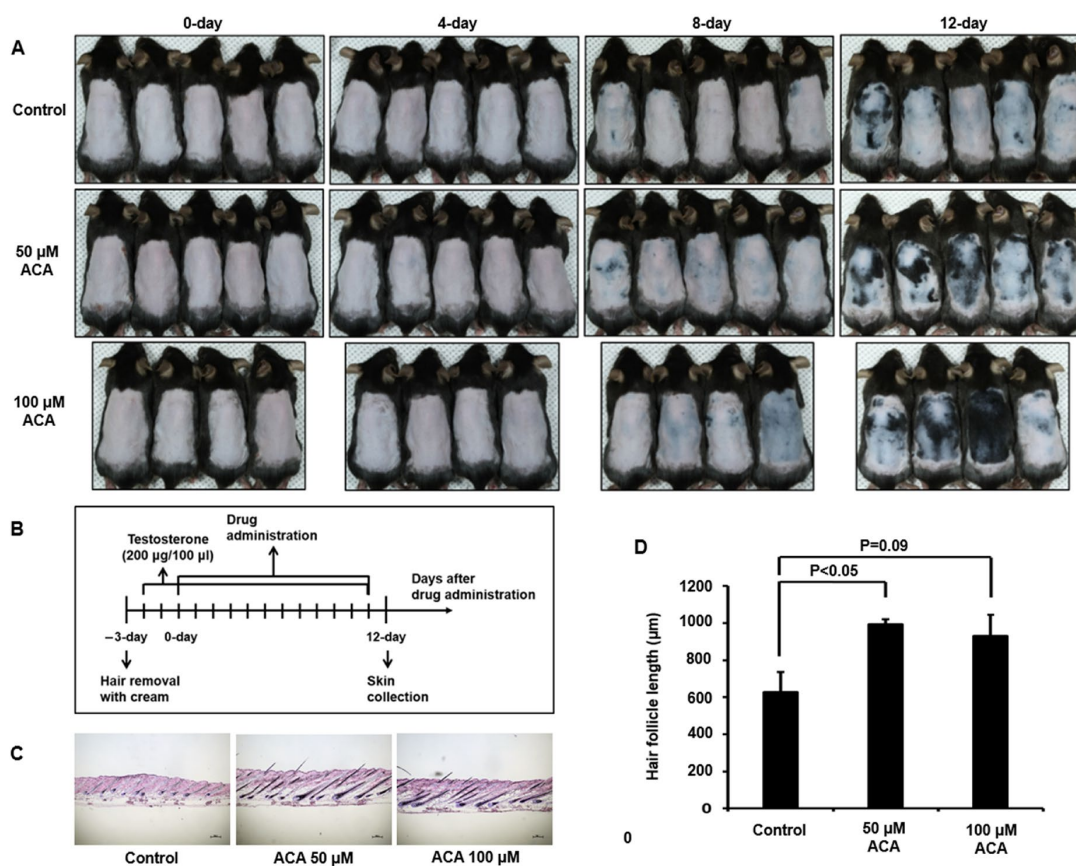 0-day 4-day 8-day 12-day
A
Control
50 µM
ACA
100 µM
ACA
B
Testosterone
(200 µg/100 µl)
Drug
administration
Days after
drug administration
–3-day 0-day 12-day
Hair removal
with cream
Skin
collection
C
Control ACA 50 µM ACA 100 µM
D
P=0.09
P<0.05
Hair follicle length (µm)
1200
1000
800
600
400
200
0
Control
50 µM
ACA
100 µM
ACA
0